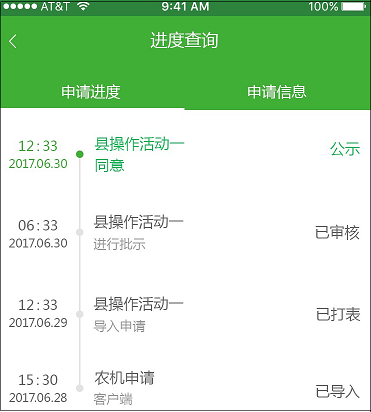 AT&T 9:41 AM 100%
进度查询
申请进度 申请信息
12:33 县操作活动一 公示
2017.06.30 同意
06:33 县操作活动一 已审核
2017.06.30 进行批示
12:33 县操作活动一 已打表
2017.06.29 导入申请
15:30 农机申请 已导入
2017.06.28 客户端